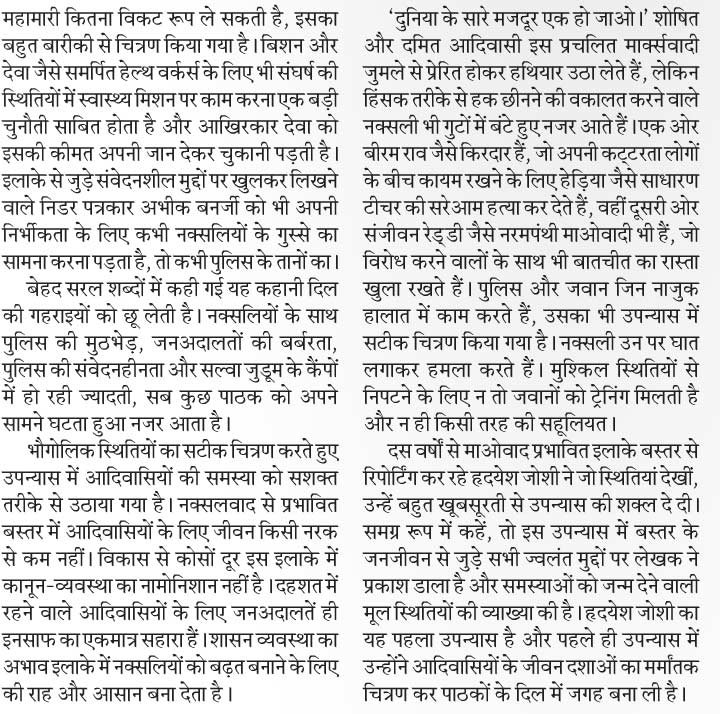 महामारी कितना विकट रूप ले सकती है, इसका
बहुत बारीकी से चित्रण किया गया है। बिशन और
देवा जैसे समर्पित हेल्थ वर्कर्स के लिए भी संघर्ष की
स्थितियों में स्वास्थ्य मिशन पर काम करना एक बड़ी
चुनौती साबित होता है और आखिरकार देवा को
इसकी कीमत अपनी जान देकर चुकानी पड़ती है।
इलाके से जुड़े संवेदनशील मुद्दों पर खुलकर लिखने
वाले निडर पत्रकार अभीक बनर्जी को भी अपनी
निर्भीकता के लिए कभी नक्सलियों के गुस्से का
सामना करना पड़ता है, तो कभी पुलिस के तानों का।
बेहद सरल शब्दों में कही गई यह कहानी दिल
की गहराइयों को छू लेती है। नक्सलियों के साथ
पुलिस की मुठभेड़, जनअदालतों की बर्बरता,
पुलिस की संवेदनहीनता और सल्वा जुडूम के कैंपों
में हो रही ज्यादती, सब कुछ पाठक को अपने
सामने घटता हुआ नजर आता है।
भौगोलिक स्थितियों का सटीक चित्रण करते हुए
उपन्यास में आदिवासियों की समस्या को सशक्त
तरीके से उठाया गया है। नक्सलवाद से प्रभावित
बस्तर में आदिवासियों के लिए जीवन किसी नरक
से कम नहीं। विकास से कोसों दूर इस इलाके में
कानून-व्यवस्था का नामोनिशान नहीं है। दहशत में
रहने वाले आदिवासियों के लिए जनअदालतें ही
इनसाफ का एकमात्र सहारा हैं। शासन व्यवस्था का
अभाव इलाके में नक्सलियों को बढ़त बनाने के लिए
की राह और आसान बना देता है।
‘दुनिया के सारे मजदूर एक हो जाओ।’ शोषित
और दमित आदिवासी इस प्रचलित मार्क्सवादी
जुमले से प्रेरित होकर हथियार उठा लेते हैं, लेकिन
हिंसक तरीके से हक छीनने की वकालत करने वाले
नक्सली भी गुटों में बंटे हुए नजर आते हैं। एक ओर
बीरम राव जैसे किरदार हैं, जो अपनी कट्टरता लोगों
के बीच कायम रखने के लिए हेड़िया जैसे साधारण
टीचर की सरेआम हत्या कर देते हैं, वहीं दूसरी ओर
संजीवन रेड्डी जैसे नरमपंथी माओवादी भी हैं, जो
विरोध करने वालों के साथ भी बातचीत का रास्ता
खुला रखते हैं। पुलिस और जवान जिन नाजुक
हालात में काम करते हैं, उसका भी उपन्यास में
सटीक चित्रण किया गया है। नक्सली उन पर घात
लगाकर हमला करते हैं। मुश्किल स्थितियों से
निपटने के लिए न तो जवानों को ट्रेनिंग मिलती है
और न ही किसी तरह की सहूलियत।
दस वर्षों से माओवाद प्रभावित इलाके बस्तर से
रिपोर्टिंग कर रहे हृदयेश जोशी ने जो स्थितियां देखीं,
उन्हें बहुत खूबसूरती से उपन्यास की शक्ल दे दी।
समग्र रूप में कहें, तो इस उपन्यास में बस्तर के
जनजीवन से जुड़े सभी ज्वलंत मुद्दों पर लेखक ने
प्रकाश डाला है और समस्याओं को जन्म देने वाली
मूल स्थितियों की व्याख्या की है। हृदयेश जोशी का
यह पहला उपन्यास है और पहले ही उपन्यास में
उन्होंने आदिवासियों के जीवन दशाओं का मर्मांतक
चित्रण कर पाठकों के दिल में जगह बना ली है।